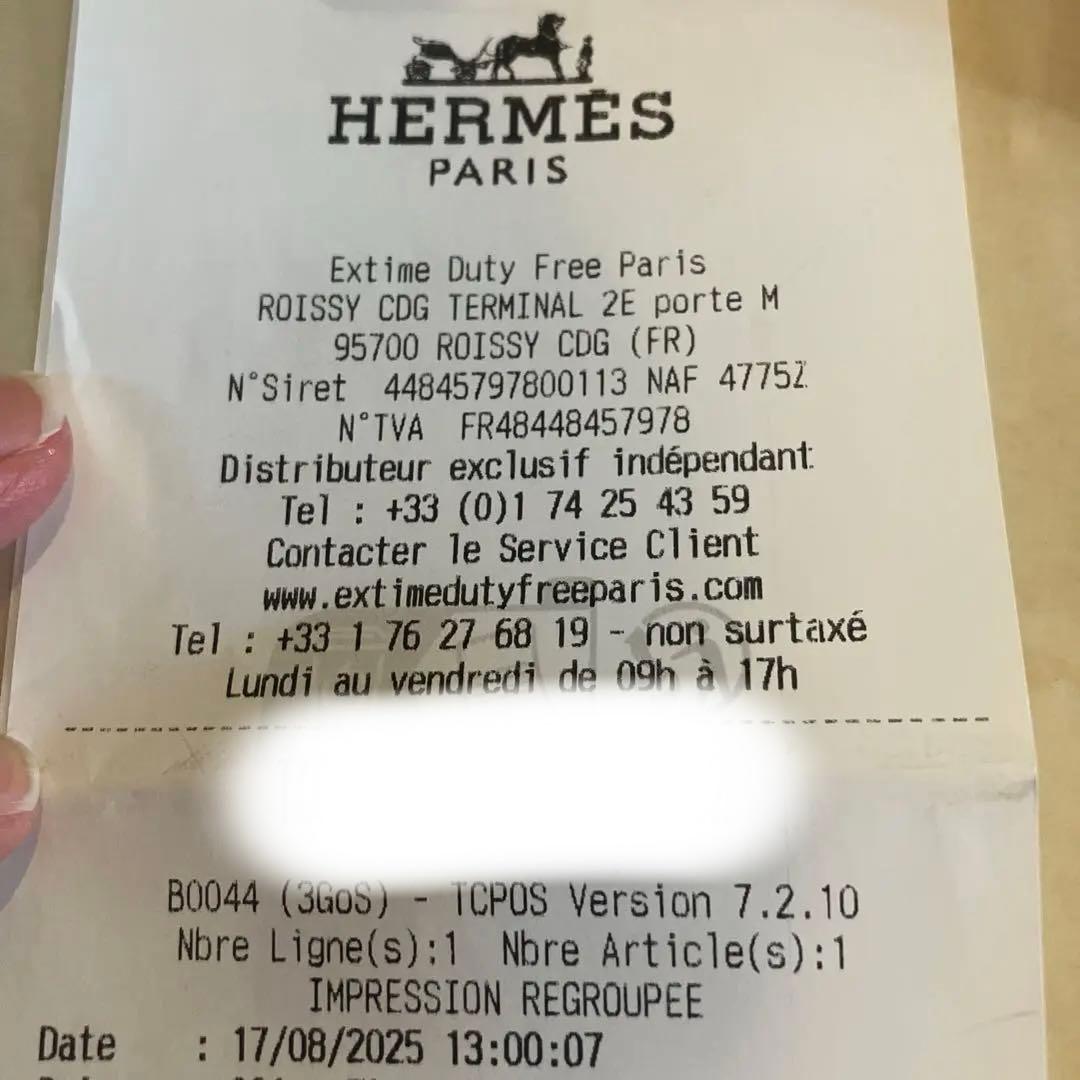 HERMÈS
PARIS
Extime Duty Free Paris
ROISSY CDG TERMINAL 2E porte M
95700 ROISSY CDG (FR)
N°Siret 44845797800113 NAF 4775Z
N°TVA FR48448457978
Distributeur exclusif indépendant
Tel : +33 (0)1 74 25 43 59
Contacter le Service Client
www.extimedutyfreeparis.com
Tel : +33 1 76 27 68 19 - non surtaxé
Lundi au vendredi de 09h à 17h
B0044 (3GoS) - TCPOS Version 7.2.10
Nbre Ligne(s):1 Nbre Article(s):1
IMPRESSION REGROUPEE
Date : 17/08/2025 13:00:07